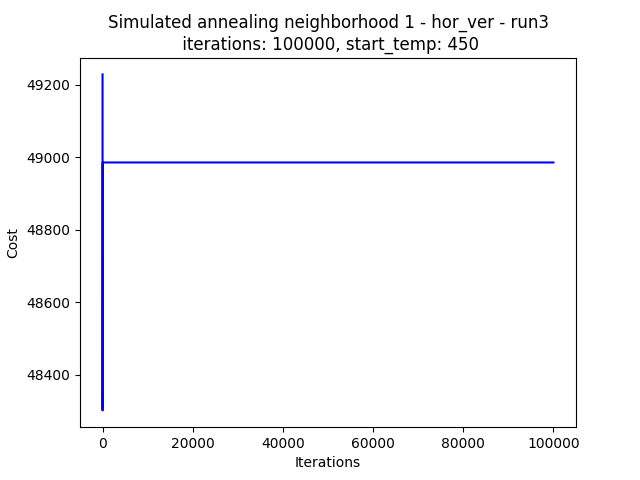 Simulated annealing neighborhood 1 - hor_ver - run3
iterations: 100000, start_temp: 450
49200
49000
48800
48600
48400
Cost
0 20000 40000 60000 80000 100000
Iterations